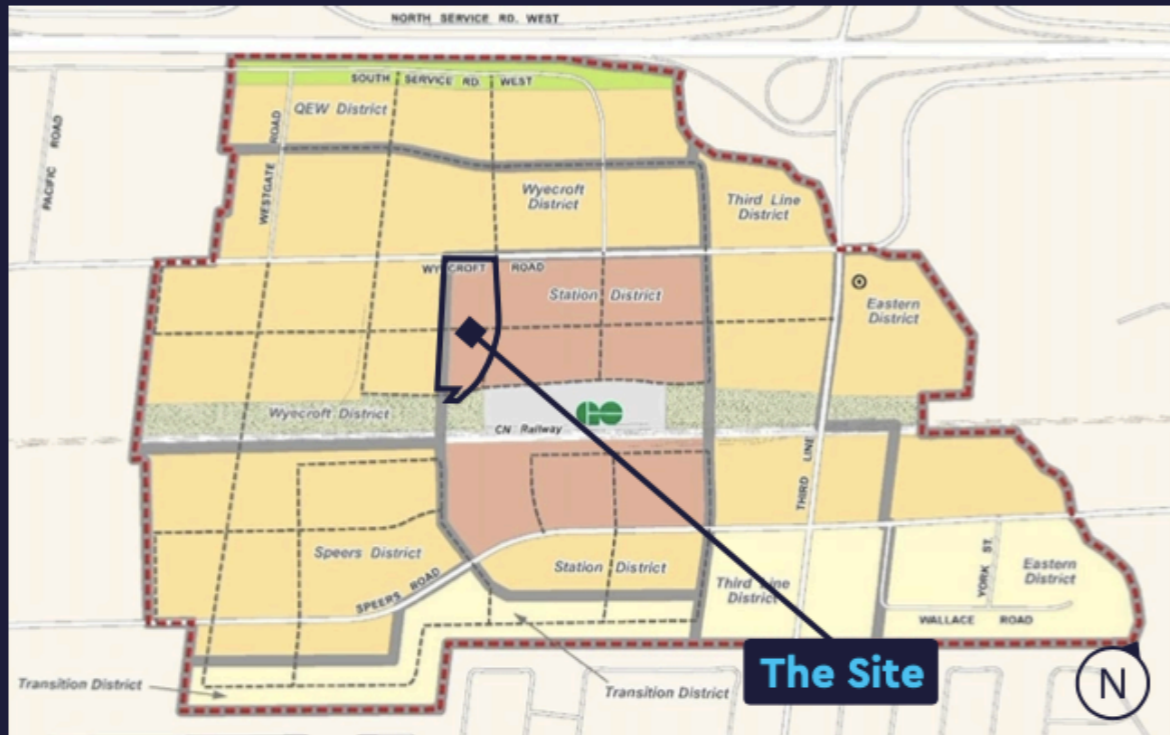 NORTH SERVICE RD. WEST
SOUTH SERVICE RD. WEST
QEW District
PACIFIC ROAD
WESTGATE ROAD
Wyecroft
District
Third Line
District
WYECROFT ROAD
Station District
Eastern
District
Wyecroft District
GO
CN Railway
THIRD LINE
Speers District
Station District
SPEERS ROAD
Third Line
District
YORK ST.
Eastern
District
WALLACE ROAD
Transition District
Transition District
The Site
N